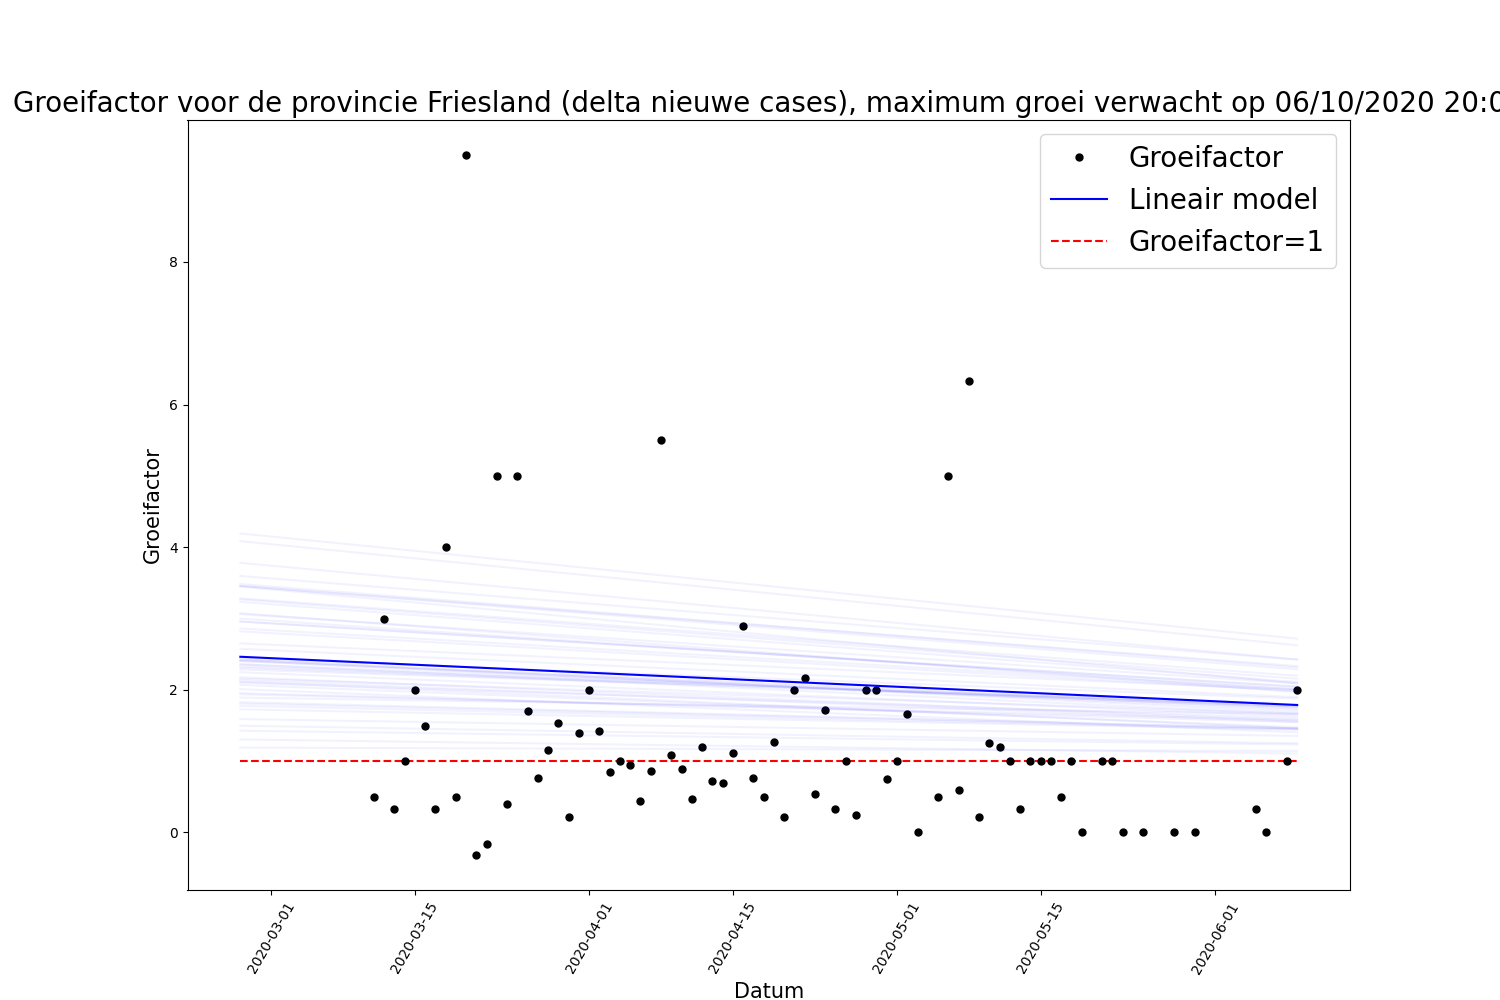 Groeifactor voor de provincie Friesland (delta nieuwe cases), maximum groei verwacht op 06/10/2020 20:0
Groeifactor
Lineair model
Groeifactor=1
8
6
4
2
0
Groeifactor
2020-03-01
2020-03-15
2020-04-01
2020-04-15
2020-05-01
2020-05-15
2020-06-01
Datum